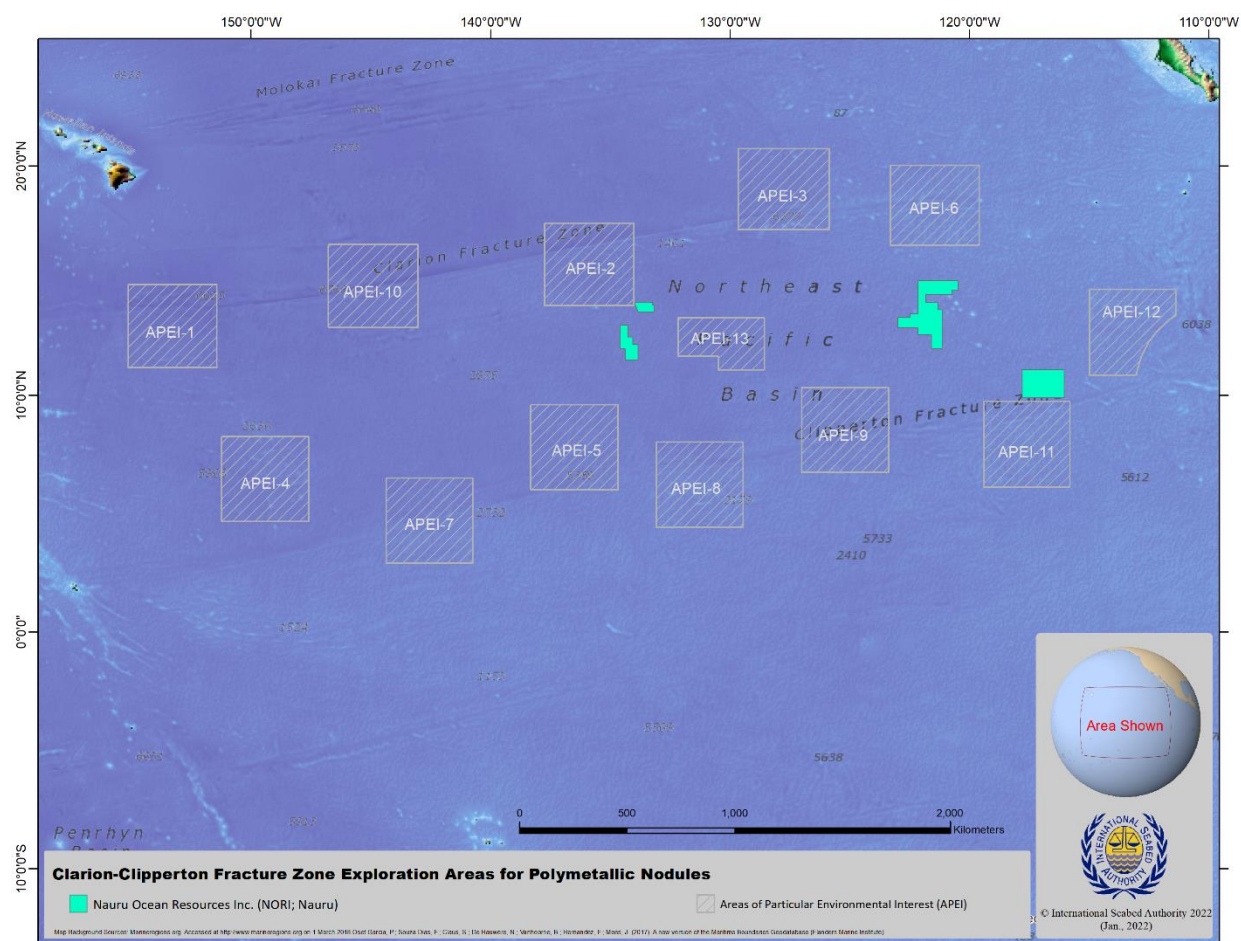 150°0'0"W 140°0'0"W 130°0'0"W 120°0'0"W 110°0'0"W
Molokai Fracture Zone
20°0'0"N
APEI-3
APEI-6
Clarion Fracture Zone
APEI-2
APEI-10
Northeast
APEI-1
APEI-12
6038
APEI-13
Pacific
10°0'0"N
Basin
Clipperton Fracture Zone
APEI-9
APEI-5
APEI-11
5612
APEI-4
APEI-8
APEI-7
5733
2410
0°0'0"
Area Shown
5638
0 500 1,000 2,000
Kilometers
Penrhyn
Basin
10°0'0"S
INTERNATIONAL SEABED AUTHORITY
Clarion-Clipperton Fracture Zone Exploration Areas for Polymetallic Nodules
Nauru Ocean Resources Inc. (NORI; Nauru)
Areas of Particular Environmental Interest (APEI)
© International Seabed Authority 2022
(Jan., 2022)